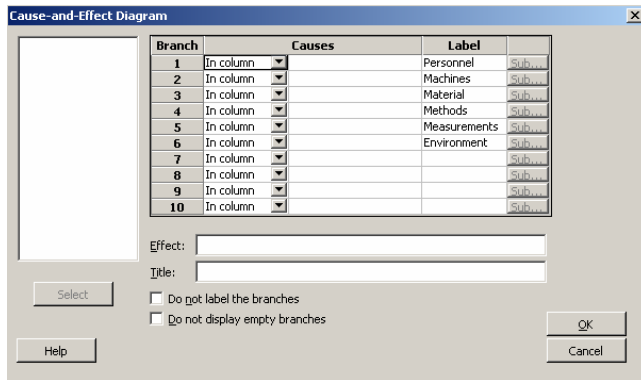 Cause-and-Effect Diagram
Branch Causes Label
1 In column Personnel Sub...
2 In column Machines Sub...
3 In column Material Sub...
4 In column Methods Sub...
5 In column Measurements Sub...
6 In column Environment Sub...
7 In column Sub...
8 In column Sub...
9 In column Sub...
10 In column Sub...
Effect:
Title:
Select
Do not label the branches
Do not display empty branches
OK
Help
Cancel